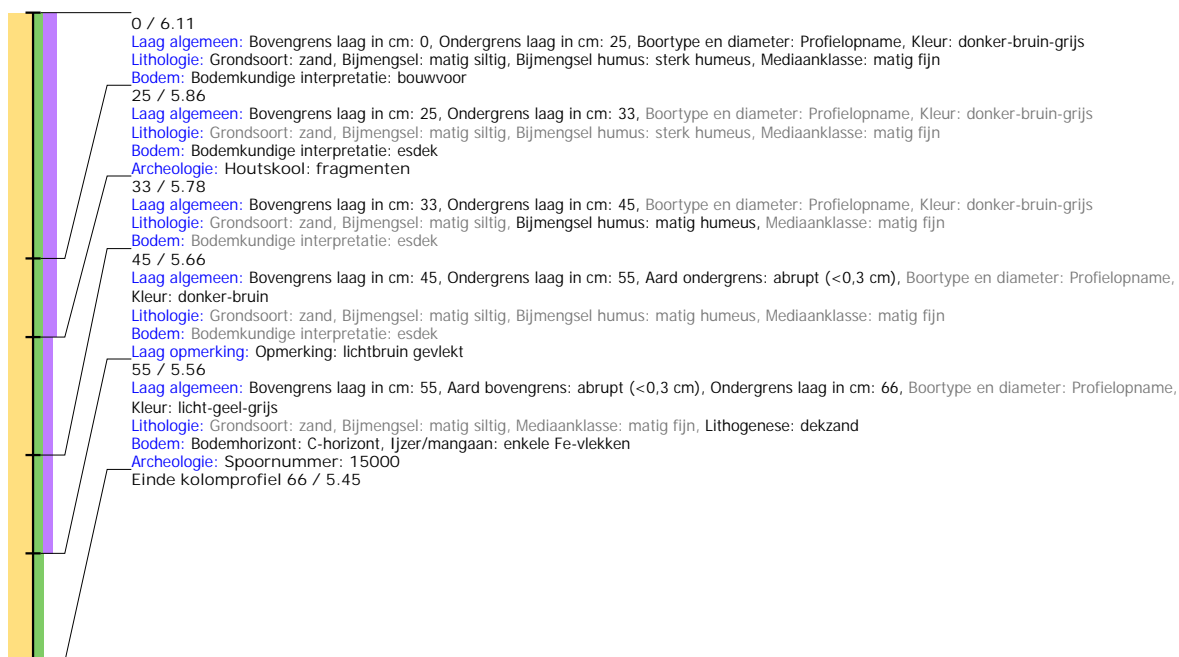 0 / 6.11
Laag algemeen: Bovengrens laag in cm: 0, Ondergrens laag in cm: 25, Boortype en diameter: Profielopname, Kleur: donker-bruin-grijs
Lithologie: Grondsoort: zand, Bijmengsel: matig siltig, Bijmengsel humus: sterk humeus, Mediaanklasse: matig fijn
Bodem: Bodemkundige interpretatie: bouwvoor
25 / 5.86
Laag algemeen: Bovengrens laag in cm: 25, Ondergrens laag in cm: 33, Boortype en diameter: Profielopname, Kleur: donker-bruin-grijs
Lithologie: Grondsoort: zand, Bijmengsel: matig siltig, Bijmengsel humus: sterk humeus, Mediaanklasse: matig fijn
Bodem: Bodemkundige interpretatie: esdek
Archeologie: Houtskool: fragmenten
33 / 5.78
Laag algemeen: Bovengrens laag in cm: 33, Ondergrens laag in cm: 45, Boortype en diameter: Profielopname, Kleur: donker-bruin-grijs
Lithologie: Grondsoort: zand, Bijmengsel: matig siltig, Bijmengsel humus: matig humeus, Mediaanklasse: matig fijn
Bodem: Bodemkundige interpretatie: esdek
45 / 5.66
Laag algemeen: Bovengrens laag in cm: 45, Ondergrens laag in cm: 55, Aard ondergrens: abrupt (<0,3 cm), Boortype en diameter: Profielopname,
Kleur: donker-bruin
Lithologie: Grondsoort: zand, Bijmengsel: matig siltig, Bijmengsel humus: matig humeus, Mediaanklasse: matig fijn
Bodem: Bodemkundige interpretatie: esdek
Laag opmerking: Opmerking: lichtbruin gevlekt
55 / 5.56
Laag algemeen: Bovengrens laag in cm: 55, Aard bovengrens: abrupt (<0,3 cm), Ondergrens laag in cm: 66, Boortype en diameter: Profielopname,
Kleur: licht-geel-grijs
Lithologie: Grondsoort: zand, Bijmengsel: matig siltig, Mediaanklasse: matig fijn, Lithogenese: dekzand
Bodem: Bodemhorizont: C-horizont, Ijzer/mangaan: enkele Fe-vlekken
Archeologie: Spoornummer: 15000
Einde kolomprofiel 66 / 5.45